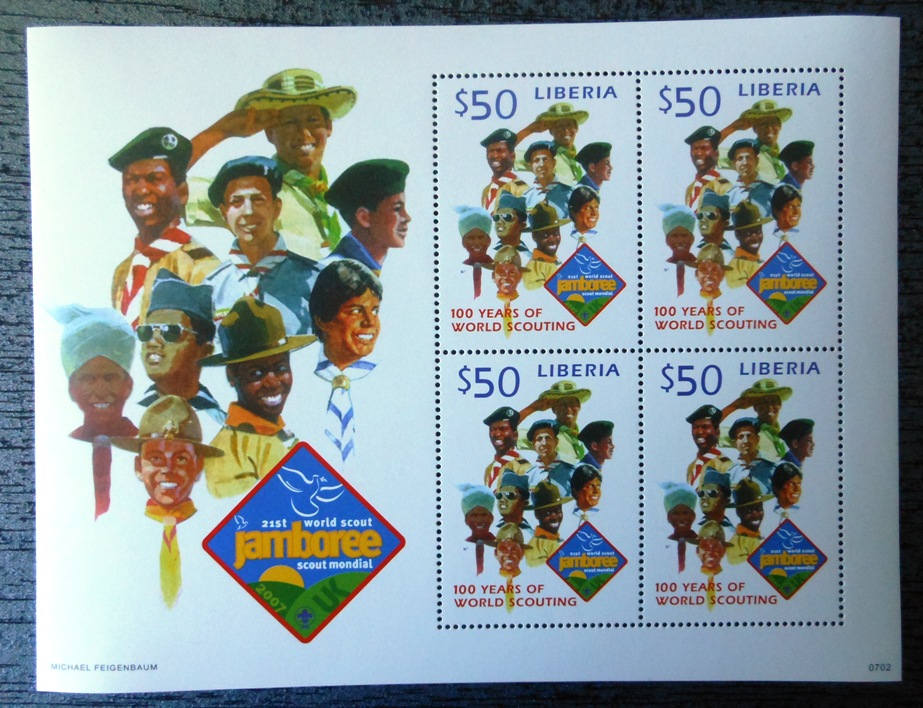 $50 LIBERIA
21st world scout
jamboree
scout mondial
100 YEARS OF
WORLD SCOUTING
$50 LIBERIA
21st world scout
jamboree
scout mondial
100 YEARS OF
WORLD SCOUTING
$50 LIBERIA
21st world scout
jamboree
scout mondial
100 YEARS OF
WORLD SCOUTING
$50 LIBERIA
21st world scout
jamboree
scout mondial
100 YEARS OF
WORLD SCOUTING
21st world scout
jamboree
scout mondial
2007 UK
MICHAEL FEIGENBAUM
0702